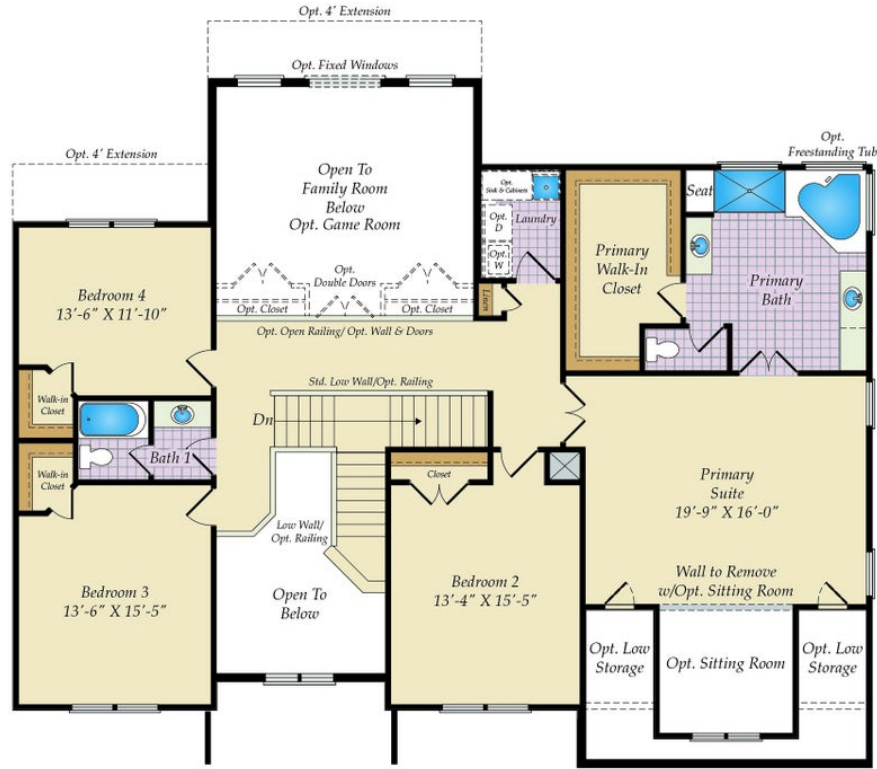 Opt. 4' Extension
Opt. Fixed Windows
Opt. 4' Extension
Opt.
Freestanding Tub
Open To
Family Room
Below
Opt. Game Room
Opt.
Sink & Cabinets
Opt.
D
Laundry
Opt.
W
Seat
Primary
Walk-In
Closet
Primary
Bath
Bedroom 4
13'-6" X 11'-10"
Opt.
Double Doors
Opt. Closet
Opt. Closet
Linen
Opt. Open Railing/ Opt. Wall & Doors
Std. Low Wall/Opt. Railing
Walk-in
Closet
Dn
Bath 1
Walk-in
Closet
Closet
Primary
Suite
19'-9" X 16'-0"
Low Wall/
Opt. Railing
Bedroom 3
13'-6" X 15'-5"
Open To
Below
Bedroom 2
13'-4" X 15'-5"
Wall to Remove
w/Opt. Sitting Room
Opt. Low
Storage
Opt. Sitting Room
Opt. Low
Storage